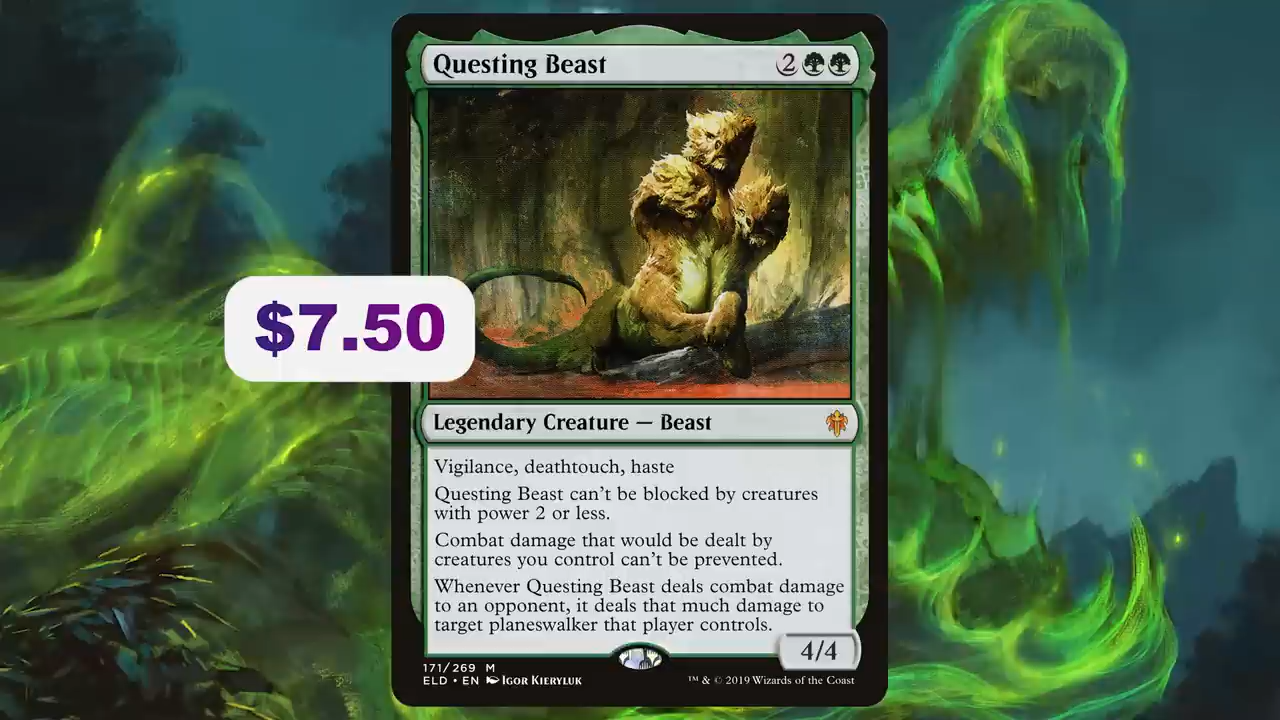 Questing Beast 2
$7.50
Legendary Creature — Beast
Vigilance, deathtouch, haste
Questing Beast can't be blocked by creatures
with power 2 or less.
Combat damage that would be dealt by
creatures you control can't be prevented.
Whenever Questing Beast deals combat damage
to an opponent, it deals that much damage to
target planeswalker that player controls.
4/4
171/269 M
ELD • EN Igor Kieryluk
™ & © 2019 Wizards of the Coast